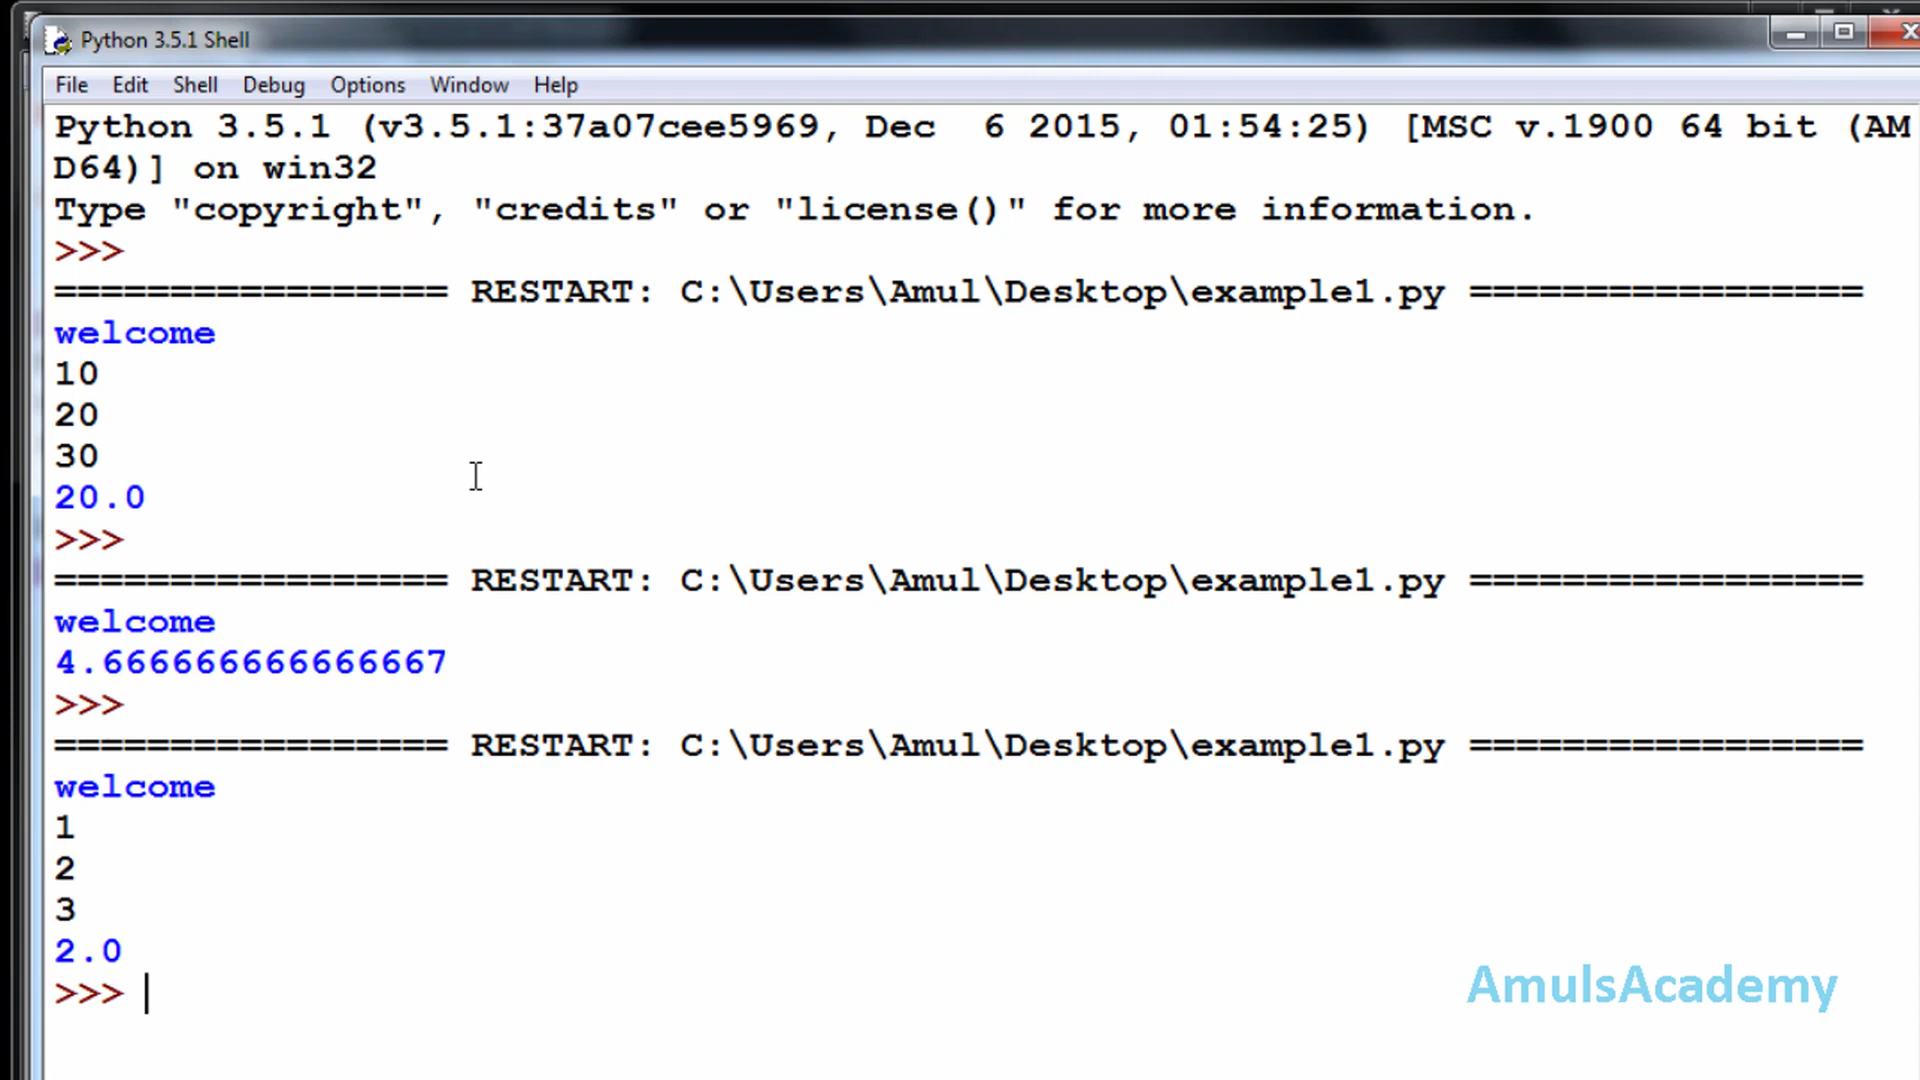 Python 3.5.1 Shell
File Edit Shell Debug Options Window Help
Python 3.5.1 (v3.5.1:37a07cee5969, Dec  6 2015, 01:54:25) [MSC v.1900 64 bit (AM
D64)] on win32
Type "copyright", "credits" or "license()" for more information.
>>>
================= RESTART: C:\Users\Amul\Desktop\example1.py =================
welcome
10
20
30
20.0
>>>
================= RESTART: C:\Users\Amul\Desktop\example1.py =================
welcome
4.666666666666667
>>>
================= RESTART: C:\Users\Amul\Desktop\example1.py =================
welcome
1
2
3
2.0
>>>
AmulsAcademy